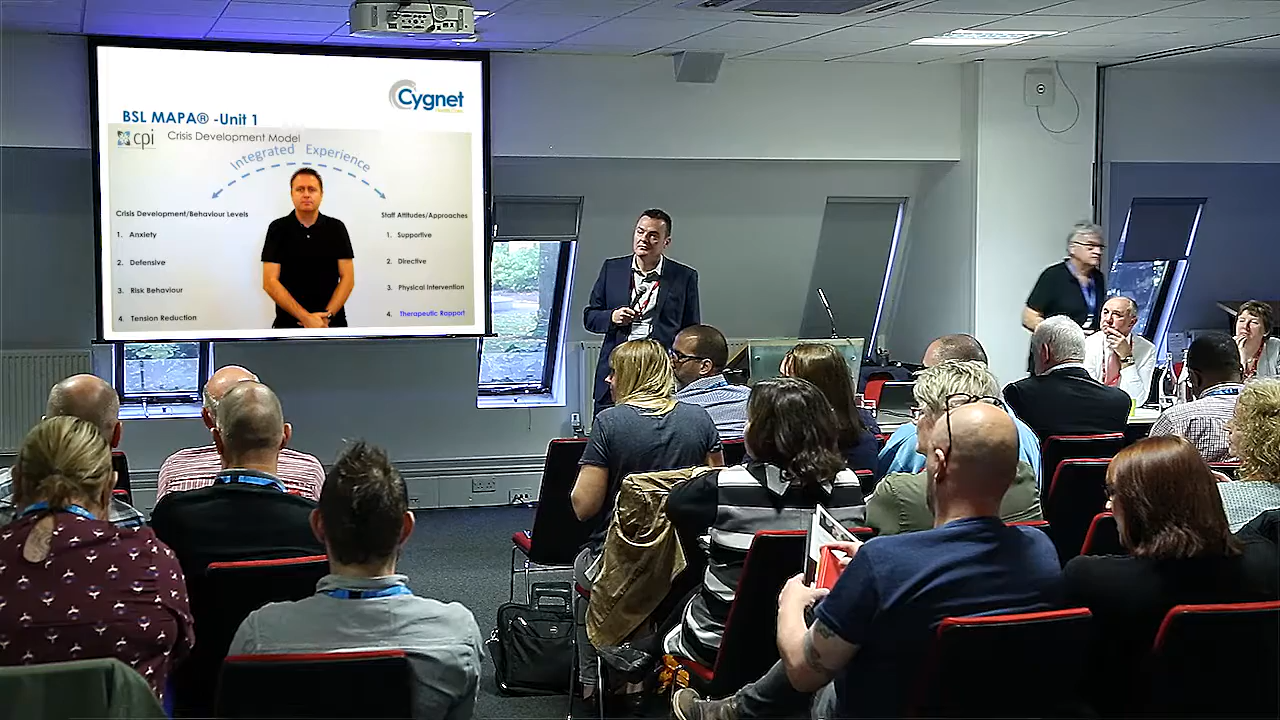 Cygnet
BSL MAPA® -Unit 1
cpi Crisis Development Model
Integrated Experience
Crisis Development/Behaviour Levels
1. Anxiety
2. Defensive
3. Risk Behaviour
4. Tension Reduction
Staff Attitudes/Approaches
1. Supportive
2. Directive
3. Physical Intervention
4. Therapeutic Rapport